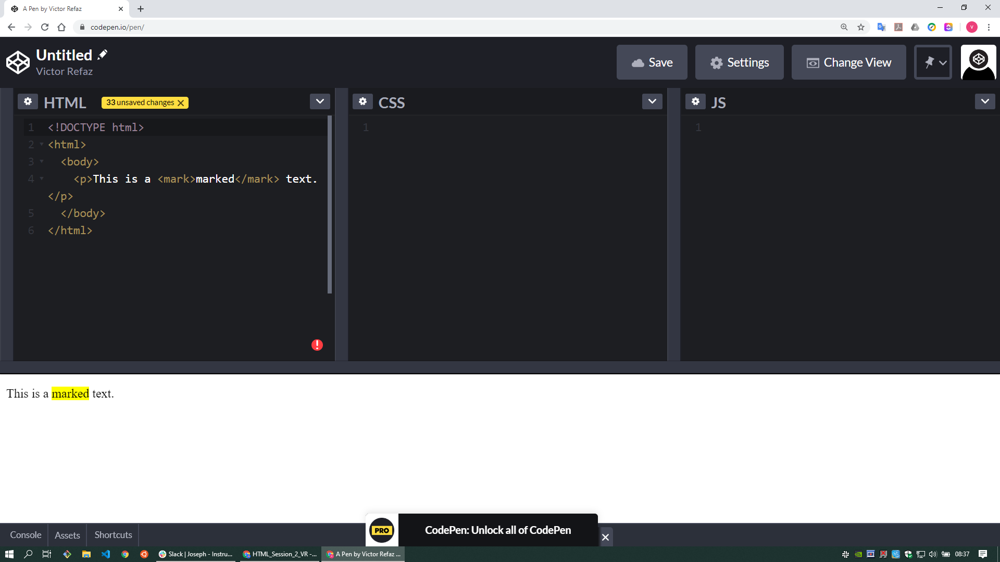 A Pen by Victor Refaz
codepen.io/pen/
Untitled
Victor Refaz
Save
Settings
Change View
HTML
33 unsaved changes
CSS
JS
1 <!DOCTYPE html>
2 <html>
3 <body>
4 <p>This is a <mark>marked</mark> text.
</p>
5 </body>
6 </html>
1
1
This is a marked text.
Console
Assets
Shortcuts
PRO
CodePen: Unlock all of CodePen
Slack | Joseph - Instru...
HTML_Session_2_VR -...
A Pen by Victor Refaz ...
08:37